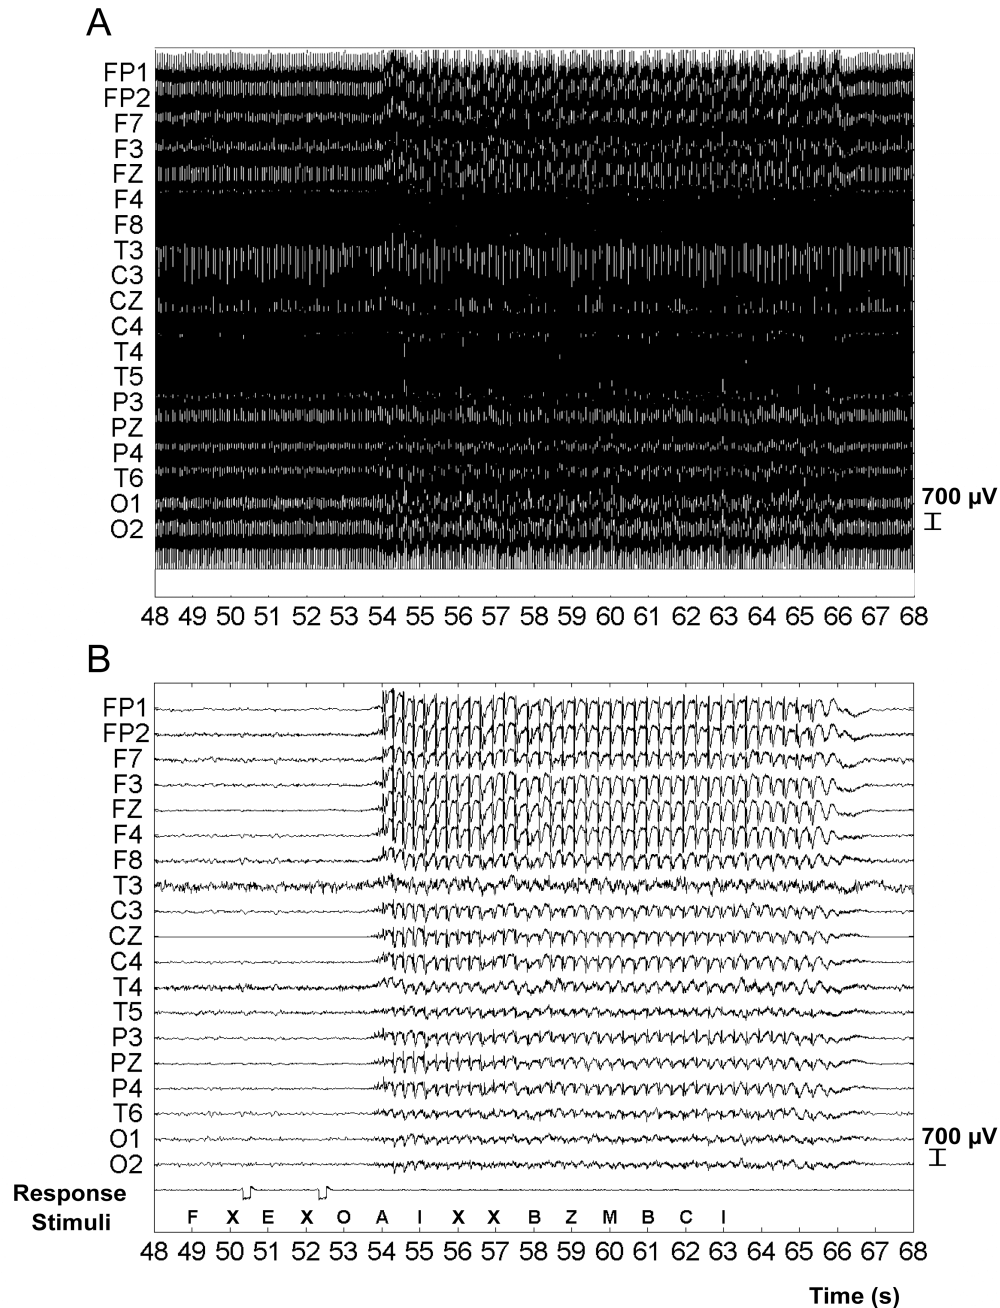 A
FP1
FP2
F7
F3
FZ
F4
F8
T3
C3
CZ
C4
T4
T5
P3
PZ
P4
T6
O1
O2
700 µV
48 49 50 51 52 53 54 55 56 57 58 59 60 61 62 63 64 65 66 67 68
B
FP1
FP2
F7
F3
FZ
F4
F8
T3
C3
CZ
C4
T4
T5
P3
PZ
P4
T6
O1
O2
700 µV
Response
Stimuli F X E X O A I X X B Z M B C I
48 49 50 51 52 53 54 55 56 57 58 59 60 61 62 63 64 65 66 67 68
Time (s)